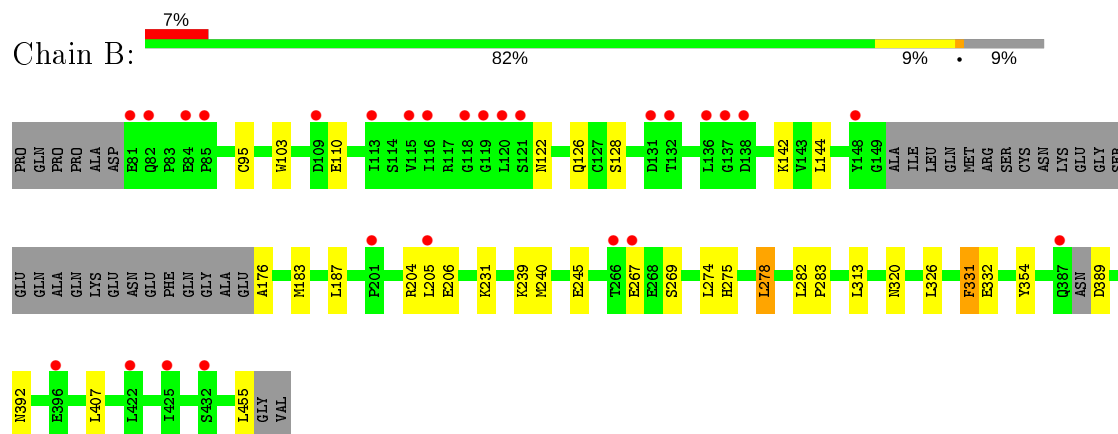 7%
Chain B:
82% 9% • 9%
PRO GLN PRO PRO ALA ASP E81 Q82 P83 E84 P85 C95 W103 D109 E110 I113 S114 V115 I116 R117 G118 G119 L120 S121 N122 Q126 C127 S128 D131 T132 L136 G137 D138 K142 V143 L144 Y148 G149 ALA ILE LEU GLN MET ARG SER CYS ASN LYS GLU GLY SER
GLU GLN ALA GLN LYS GLU ASN GLU PHE GLN GLY ALA GLU A176 M183 L187 P201 R204 L205 E206 K231 K239 M240 E245 T266 E267 E268 S269 L274 H275 L278 L282 P283 L313 N320 L326 F331 E332 Y354 Q387 ASN D389
N392 E396 L407 L422 I425 S432 L455 GLY VAL